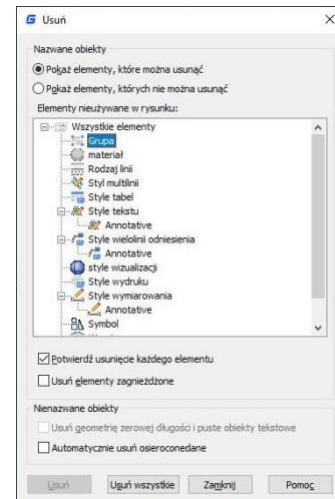 Usuń
Nazwane obiekty
Pokaż elementy, które można usunąć
Pokaż elementy, których nie można usunąć
Elementy nieużywane w rysunku:
Wszystkie elementy
Grupa
materiał
Rodzaj linii
Styl multilinii
Style tabel
Style tekstu
Annotative
Style wielolinii odniesienia
Annotative
style wizualizacji
Style wydruku
Style wymiarowania
Annotative
Symbol
Potwierdź usunięcie każdego elementu
Usuń elementy zagnieżdżone
Nienazwane obiekty
Usuń geometrię zerowej długości i puste obiekty tekstowe
Automatycznie usuń osieroconedane
Usuń Usuń wszystkie Zamknij Pomoc